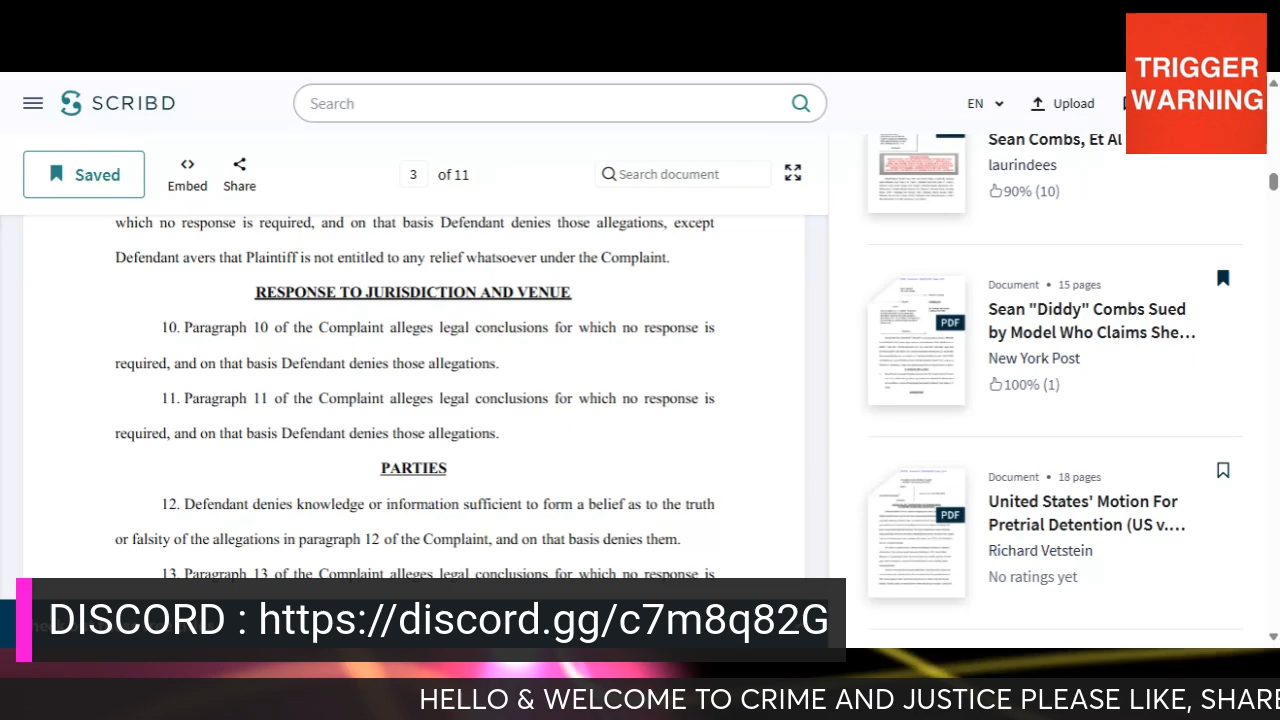 TRIGGER
WARNING
SCRIBD
Search
EN
Upload
Saved
Embed
Share
3 of 11
Search document
which no response is required, and on that basis Defendant denies those allegations, except
Defendant avers that Plaintiff is not entitled to any relief whatsoever under the Complaint.
RESPONSE TO JURISDICTION AND VENUE
10. Paragraph 10 of the Complaint alleges legal conclusions for which no response is
required, and on that basis Defendant denies those allegations.
11. Paragraph 11 of the Complaint alleges legal conclusions for which no response is
required, and on that basis Defendant denies those allegations.
PARTIES
12. Defendant denies knowledge or information sufficient to form a belief as to the truth
or falsity of the allegations in paragraph 12 of the Complaint, and on that basis denies them.
13.
Sean Combs, Et Al
laurindees
90% (10)
Document • 15 pages
Sean "Diddy" Combs Sued
by Model Who Claims She...
New York Post
100% (1)
PDF
Document • 18 pages
United States' Motion For
Pretrial Detention (US v....
Richard Vetstein
No ratings yet
PDF
DISCORD : https://discord.gg/c7m8q82G
HELLO & WELCOME TO CRIME AND JUSTICE PLEASE LIKE, SHARE